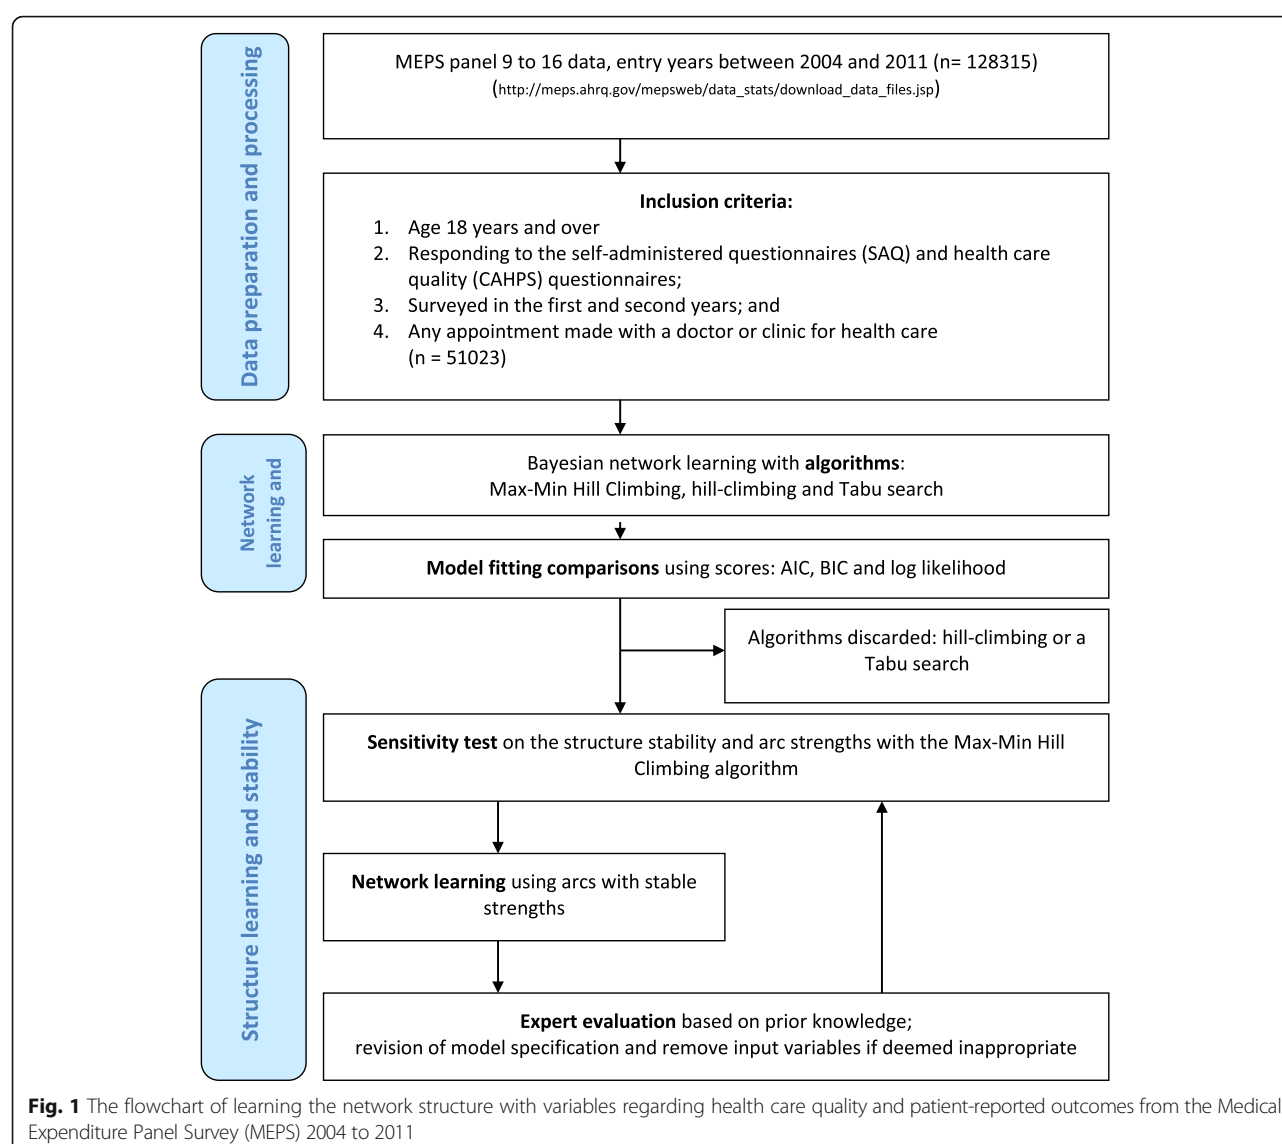 Data preparation and processing
MEPS panel 9 to 16 data, entry years between 2004 and 2011 (n= 128315)
(http://meps.ahrq.gov/mepsweb/data_stats/download_data_files.jsp)
Inclusion criteria:
1. Age 18 years and over
2. Responding to the self-administered questionnaires (SAQ) and health care
quality (CAHPS) questionnaires;
3. Surveyed in the first and second years; and
4. Any appointment made with a doctor or clinic for health care
(n = 51023)
Network
learning and
Bayesian network learning with algorithms:
Max-Min Hill Climbing, hill-climbing and Tabu search
Model fitting comparisons using scores: AIC, BIC and log likelihood
Algorithms discarded: hill-climbing or a
Tabu search
Structure learning and stability
Sensitivity test on the structure stability and arc strengths with the Max-Min Hill
Climbing algorithm
Network learning using arcs with stable
strengths
Expert evaluation based on prior knowledge;
revision of model specification and remove input variables if deemed inappropriate
Fig. 1 The flowchart of learning the network structure with variables regarding health care quality and patient-reported outcomes from the Medical
Expenditure Panel Survey (MEPS) 2004 to 2011